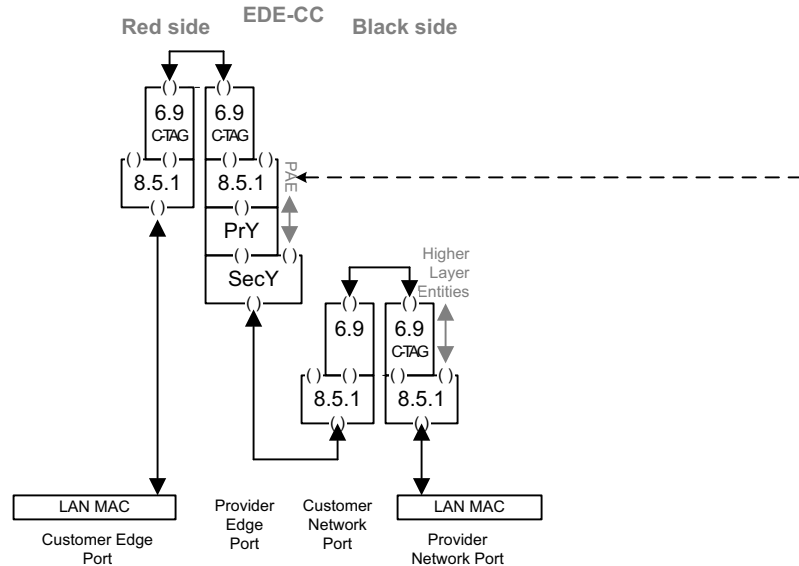 EDE-CC
Red side
Black side
( )
( )
6.9
C-TAG
6.9
C-TAG
( )
( )
( )
( )
8.5.1
8.5.1
PAE
( )
( )
PrY
( )
( )
SecY
Higher
Layer
Entities
( )
( )
( )
6.9
6.9
C-TAG
( )
( )
( )
( )
8.5.1
8.5.1
( )
( )
LAN MAC
LAN MAC
Customer Edge
Port
Provider
Edge
Port
Customer
Network
Port
Provider
Network Port